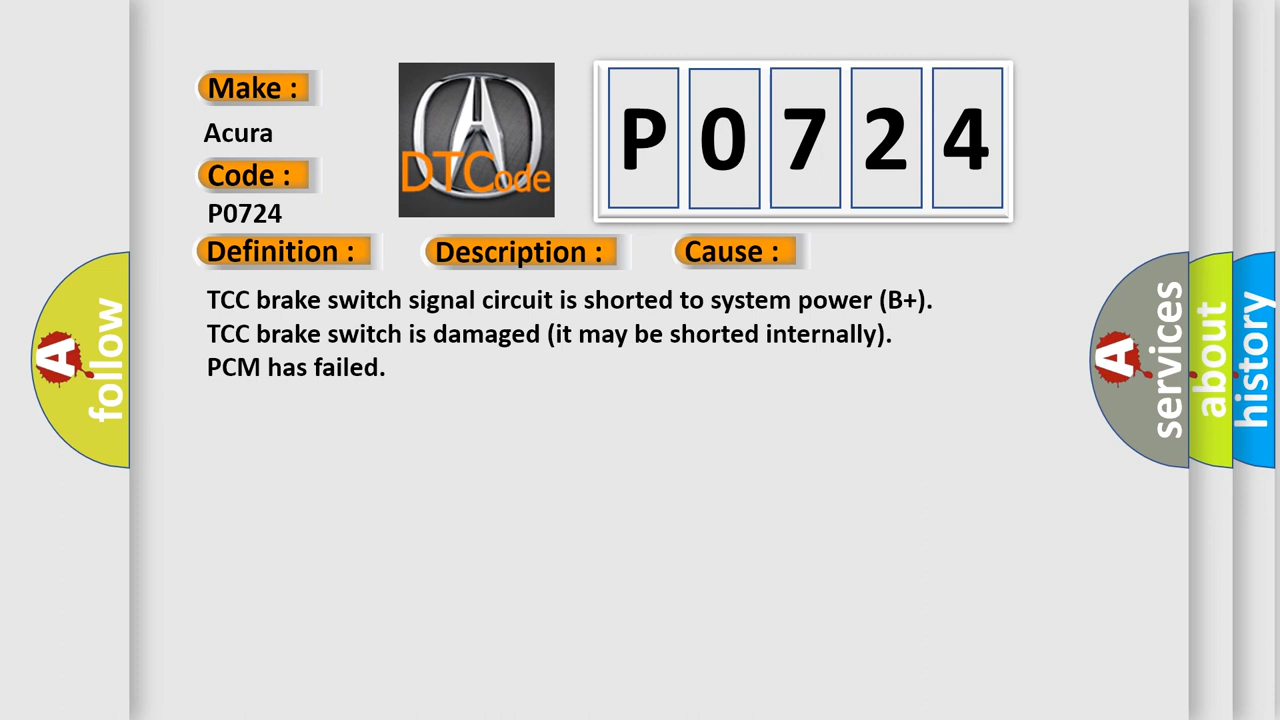 Make :
Acura
Code :
P0724
DTCode
P 0 7 2 4
Definition :
Description :
Cause :
TCC brake switch signal circuit is shorted to system power (B+).
TCC brake switch is damaged (it may be shorted internally).
PCM has failed.
A follow
A services
about
history